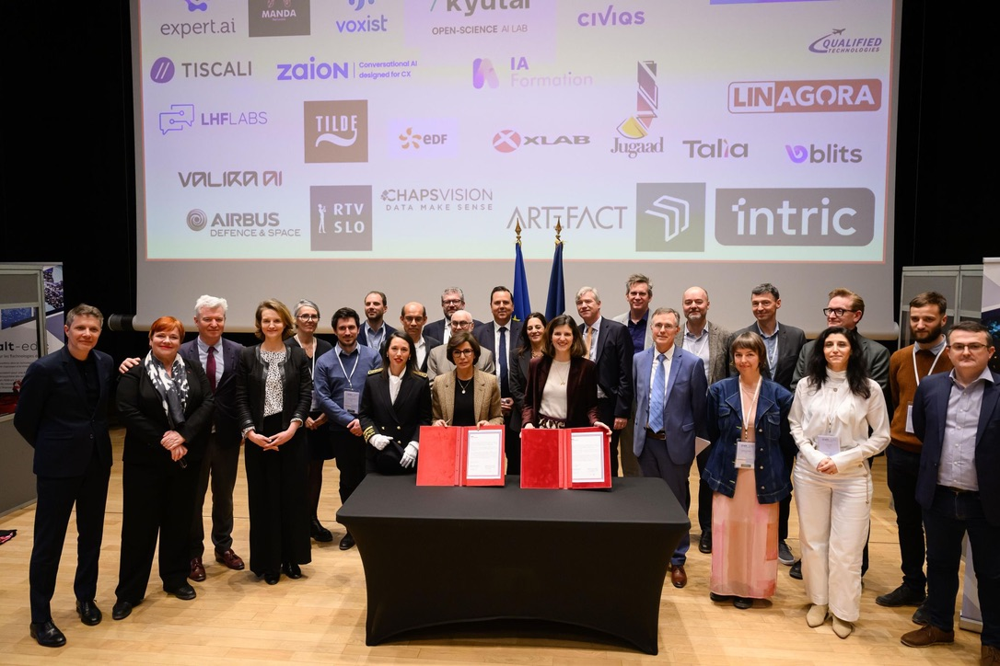 expert.ai
MANDA
voxist
kyutai
OPEN-SCIENCE AI LAB
CIVIQS
QUALIFIED
TECHNOLOGIES
TISCALI
ZAION
Conversational AI
designed for CX
IA
Formation
LINAGORA
LHF LABS
TILDE
EDF
XLAB
Jugaad
Talia
blits
VALIRA AI
AIRBUS
DEFENCE & SPACE
RTV
SLO
CHAPSVISION
DATA MAKE SENSE
ARTEFACT
intric
alt-ed